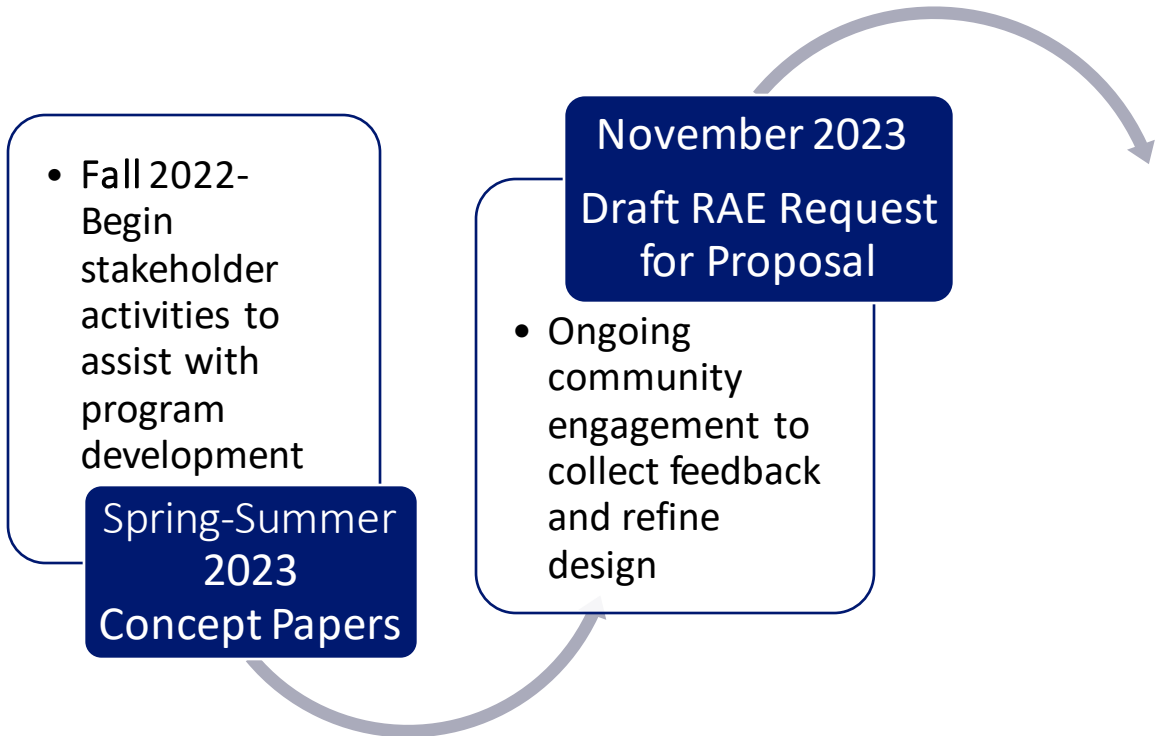 • Fall 2022-
Begin
stakeholder
activities to
assist with
program
development
Spring-Summer
2023
Concept Papers
November 2023
Draft RAE Request
for Proposal
• Ongoing
community
engagement to
collect feedback
and refine
design